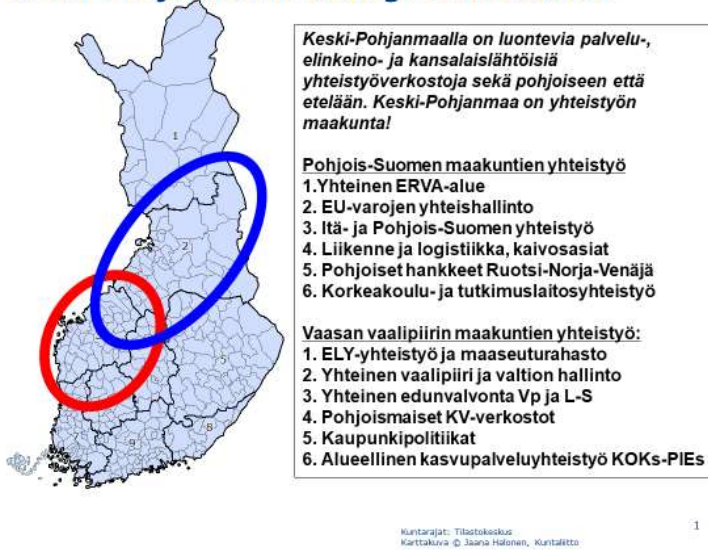 Keski-Pohjanmaalla on luontevia palvelu-,
elinkeino- ja kansalaislähtöisiä
yhteistyöverkostoja sekä pohjoiseen että
etelään. Keski-Pohjanmaa on yhteistyön
maakunta!
Pohjois-Suomen maakuntien yhteistyö
1.Yhteinen ERVA-alue
2. EU-varojen yhteishallinto
3. Itä- ja Pohjois-Suomen yhteistyö
4. Liikenne ja logistiikka, kaivosasiat
5. Pohjoiset hankkeet Ruotsi-Norja-Venäjä
6. Korkeakoulu- ja tutkimuslaitosyhteistyö
Vaasan vaalipiirin maakuntien yhteistyö:
1. ELY-yhteistyö ja maaseuturahasto
2. Yhteinen vaalipiiri ja valtion hallinto
3. Yhteinen edunvalvonta Vp ja L-S
4. Pohjoismaiset KV-verkostot
5. Kaupunkipolitiikat
6. Alueellinen kasvupalveluyhteistyö KOKs-PIEs
1
2
5
8
9
7
Kuntarajat: Tilastokeskus
Karttakuva © Jaana Halonen, Kuntaliitto
1